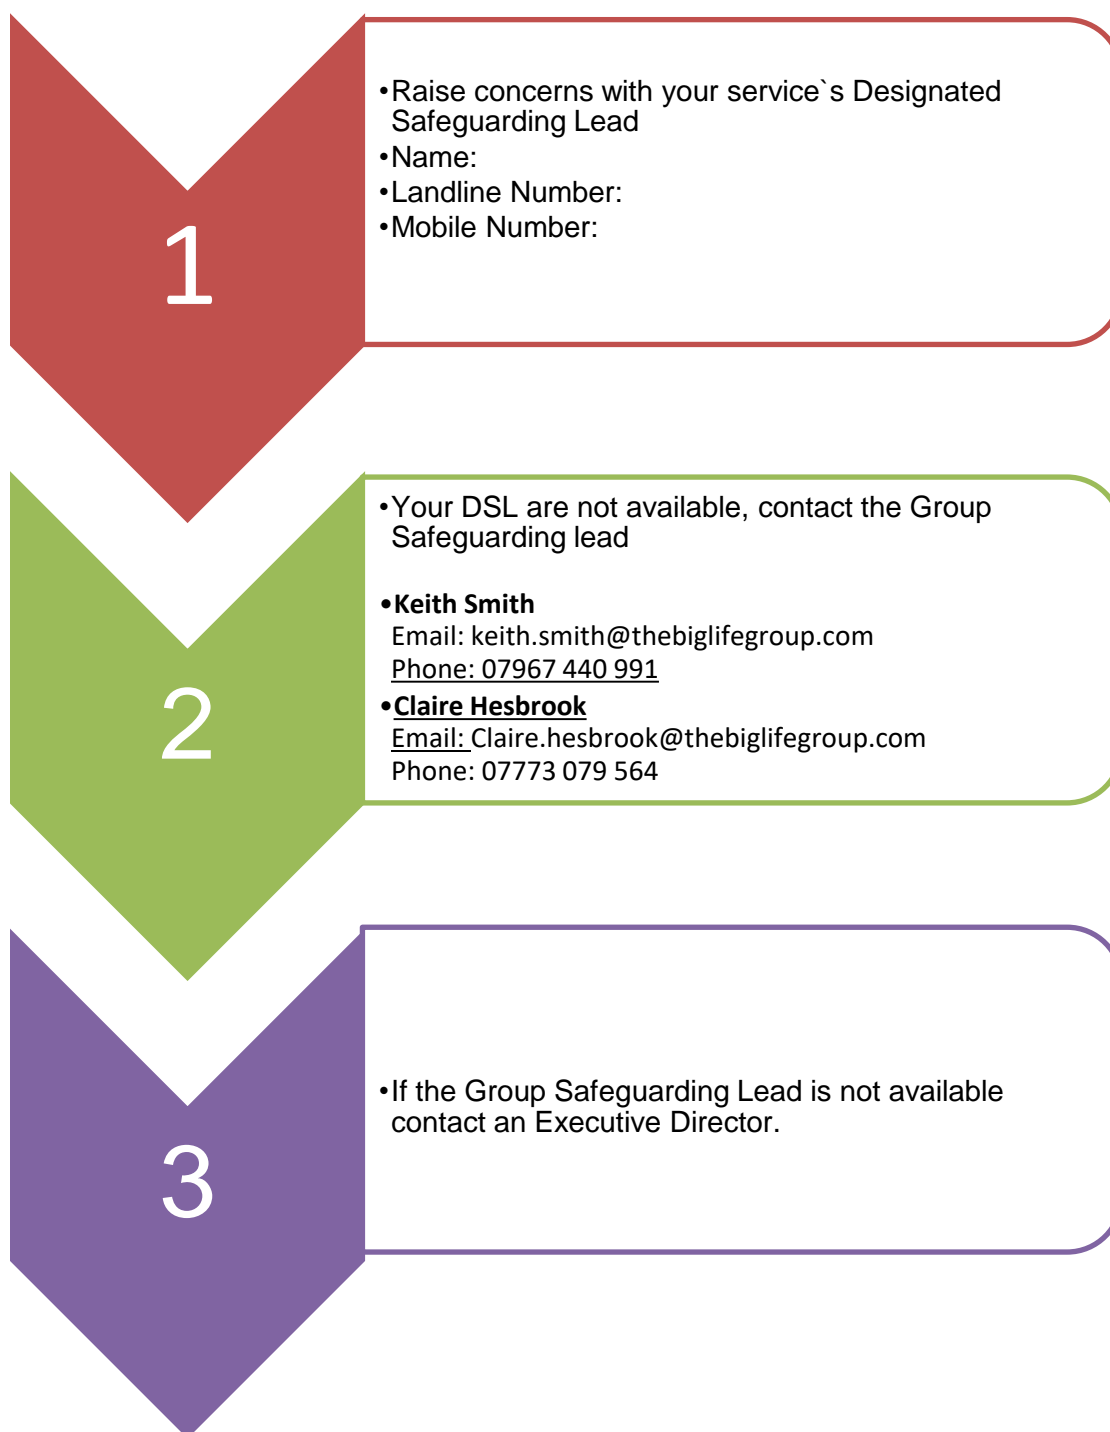 1
•Raise concerns with your service`s Designated
Safeguarding Lead
•Name:
•Landline Number:
•Mobile Number:
2
•Your DSL are not available, contact the Group
Safeguarding lead
•Keith Smith
Email: keith.smith@thebiglifegroup.com
Phone: 07967 440 991
•Claire Hesbrook
Email: Claire.hesbrook@thebiglifegroup.com
Phone: 07773 079 564
3
•If the Group Safeguarding Lead is not available
contact an Executive Director.